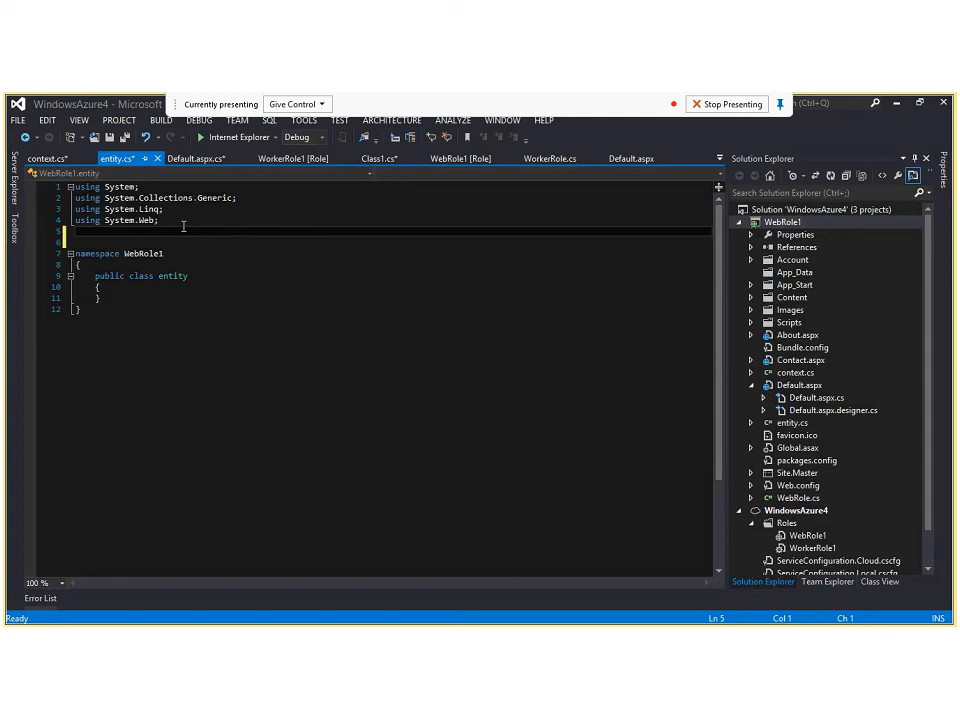 WindowsAzure4 - Microsoft
Currently presenting
Give Control
Stop Presenting
(Ctrl+Q)
FILE EDIT VIEW PROJECT BUILD DEBUG TEAM SQL TOOLS TEST ARCHITECTURE ANALYZE WINDOW HELP
Internet Explorer
Debug
context.cs* entity.cs* Default.aspx.cs* WorkerRole1 [Role] Class1.cs* WebRole1 [Role] WorkerRole.cs Default.aspx
WebRole1.entity
Server Explorer
Toolbox
1 using System;
2 using System.Collections.Generic;
3 using System.Linq;
4 using System.Web;
5
6
7 namespace WebRole1
8 {
9 public class entity
10 {
11 }
12 }
100 %
Solution Explorer
Search Solution Explorer (Ctrl+;)
Solution 'WindowsAzure4' (3 projects)
WebRole1
Properties
References
Account
App_Data
App_Start
Content
Images
Scripts
About.aspx
Bundle.config
Contact.aspx
context.cs
Default.aspx
Default.aspx.cs
Default.aspx.designer.cs
entity.cs
favicon.ico
Global.asax
packages.config
Site.Master
Web.config
WebRole.cs
WindowsAzure4
Roles
WebRole1
WorkerRole1
ServiceConfiguration.Cloud.cscfg
ServiceConfiguration.Local.cscfg
Solution Explorer Team Explorer Class View
Properties
Error List
Ready Ln 5 Col 1 Ch 1 INS